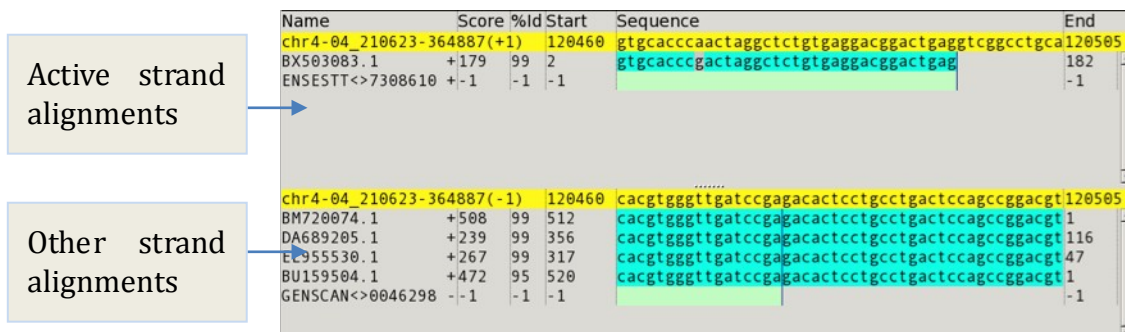 Name Score %Id Start Sequence End
chr4-04_210623-364887(+1) 120460 gtgcacccaactaggctctgtgaggacggactgaggtcggcctgca 120505
BX503083.1 +179 99 2 gtgcacccgactaggctctgtgaggacggactgag 182
ENSESTT<>7308610 + -1 -1 -1 -1
Active strand
alignments
chr4-04_210623-364887(-1) 120460 cacgtgggttgatccgagacactcctgcctgactccagccggacgt 120505
BM720074.1 +508 99 512 cacgtgggttgatccgagacactcctgcctgactccagccggacgt 1
DA689205.1 +239 99 356 cacgtgggttgatccgagacactcctgcctgactccagccggacgt 116
+267 99 317 cacgtgggttgatccgagacactcctgcctgactccagccggacgt 47
BU159504.1 +472 95 520 cacgtgggttgatccgagacactcctgcctgactccagccggacgt 1
GENSCAN<>0046298 - -1 -1 -1 -1
Other strand
alignments